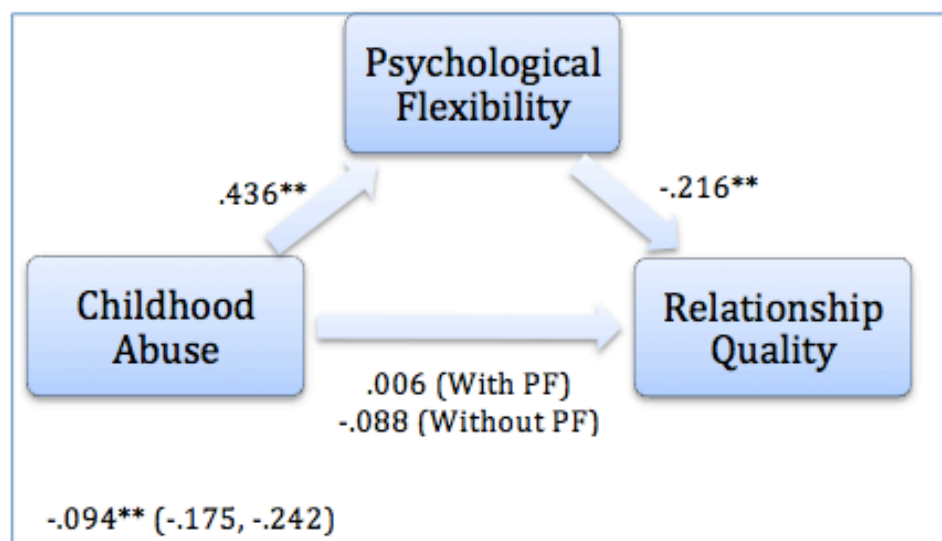 Psychological
Flexibility
.436**
-.216**
Childhood
Abuse
Relationship
Quality
.006 (With PF)
-.088 (Without PF)
-.094** (-.175, -.242)